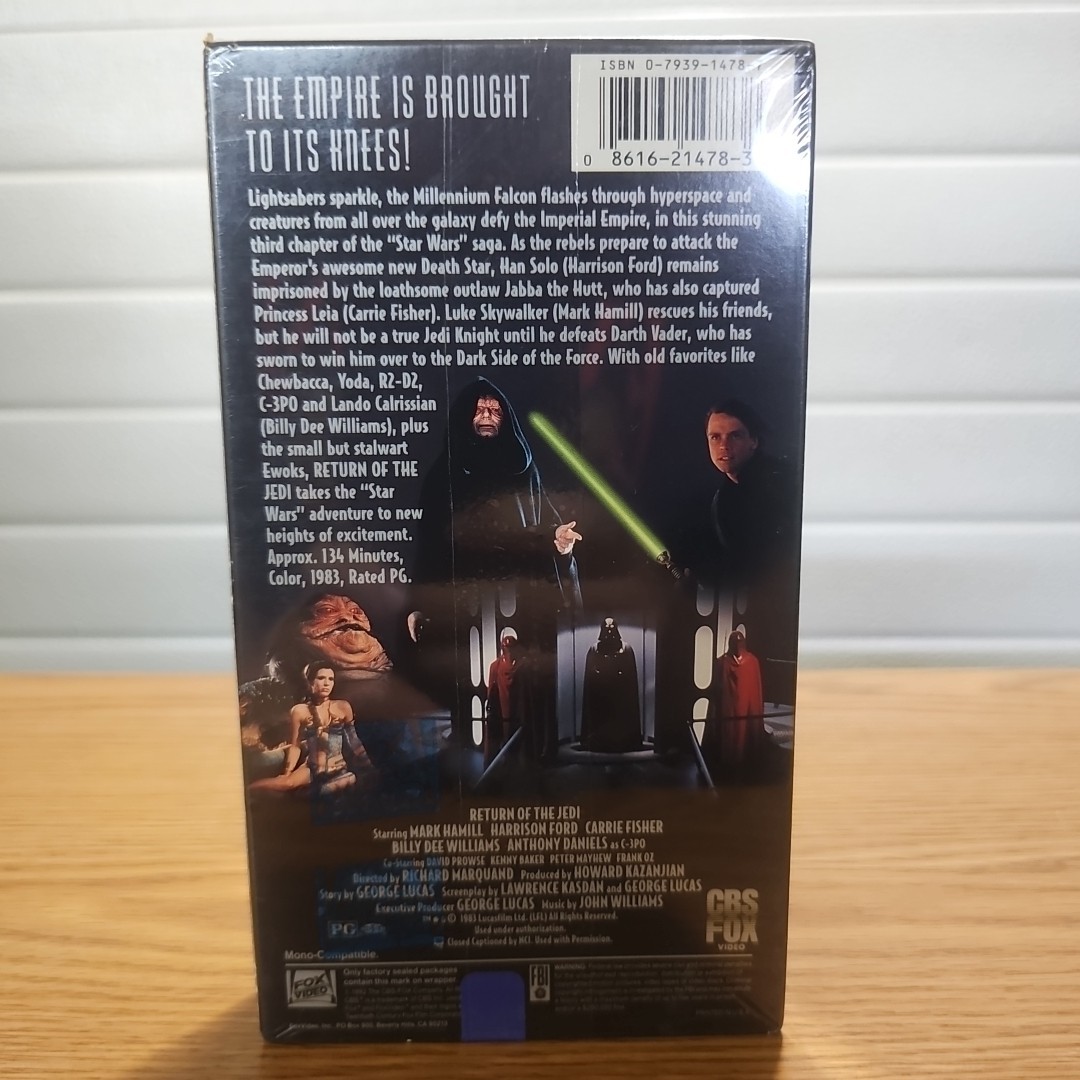 THE EMPIRE IS BROUGHT
TO ITS KNEES!
ISBN 0-7939-1478-
0 8616-21478-3
Lightsabers sparkle, the Millennium Falcon flashes through hyperspace and
creatures from all over the galaxy defy the Imperial Empire, in this stunning
third chapter of the "Star Wars" saga. As the rebels prepare to attack the
Emperor's awesome new Death Star, Han Solo (Harrison Ford) remains
imprisoned by the loathsome outlaw Jabba the Hutt, who has also captured
Princess Leia (Carrie Fisher). Luke Skywalker (Mark Hamill) rescues his friends,
but he will not be a true Jedi Knight until he defeats Darth Vader, who has
sworn to win him over to the Dark Side of the Force. With old favorites like
Chewbacca, Yoda, R2-D2,
C-3PO and Lando Calrissian
(Billy Dee Williams), plus
the small but stalwart
Ewoks, RETURN OF THE
JEDI takes the "Star
Wars" adventure to new
heights of excitement.
Approx. 134 Minutes,
Color, 1983, Rated PG.
RETURN OF THE JEDI
Starring MARK HAMILL HARRISON FORD CARRIE FISHER
BILLY DEE WILLIAMS ANTHONY DANIELS as C-3PO
Co-Starring DAVID PROWSE KENNY BAKER PETER MAYHEW FRANK OZ
Directed by RICHARD MARQUAND Produced by HOWARD KAZANJIAN
Story by GEORGE LUCAS Screenplay by LAWRENCE KASDAN and GEORGE LUCAS
Executive Producer GEORGE LUCAS Music by JOHN WILLIAMS
© 1983 Lucasfilm Ltd. (LFL) All Rights Reserved.
Used under authorization.
Closed Captioned by NCI. Used with Permission.
PG
CBS
FOX
VIDEO
Mono-Compatible.
FOX
VIDEO
Only factory sealed packages
contain this mark on wrapper.
FBI
WARNING: